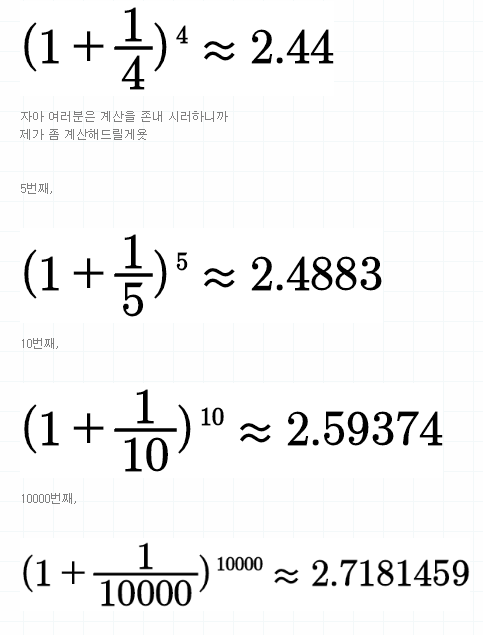 (1 + 1/4)^4 ≈ 2.44
자아 여러분은 계산을 존내 시러하니까
제가 좀 계산해드릴게욧
5번째,
(1 + 1/5)^5 ≈ 2.4883
10번째,
(1 + 1/10)^10 ≈ 2.59374
10000번째,
(1 + 1/10000)^10000 ≈ 2.7181459